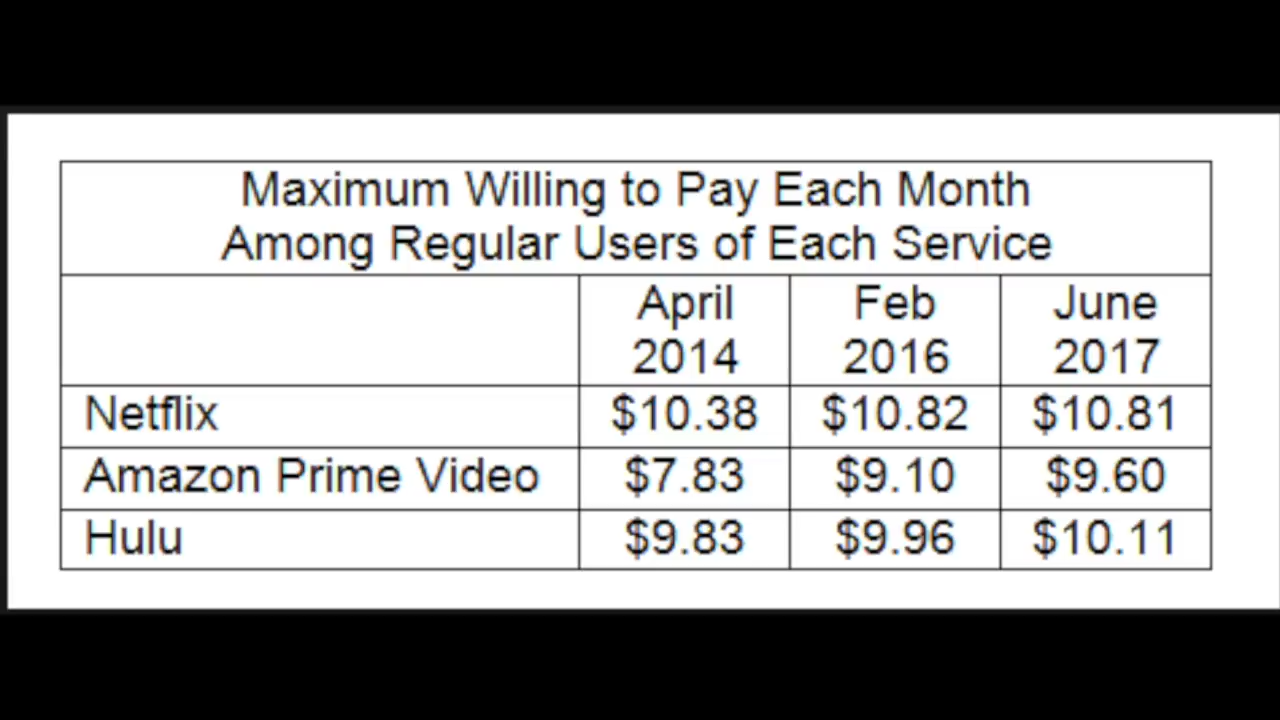 Maximum Willing to Pay Each Month
Among Regular Users of Each Service
April 2014 Feb 2016 June 2017
Netflix $10.38 $10.82 $10.81
Amazon Prime Video $7.83 $9.10 $9.60
Hulu $9.83 $9.96 $10.11